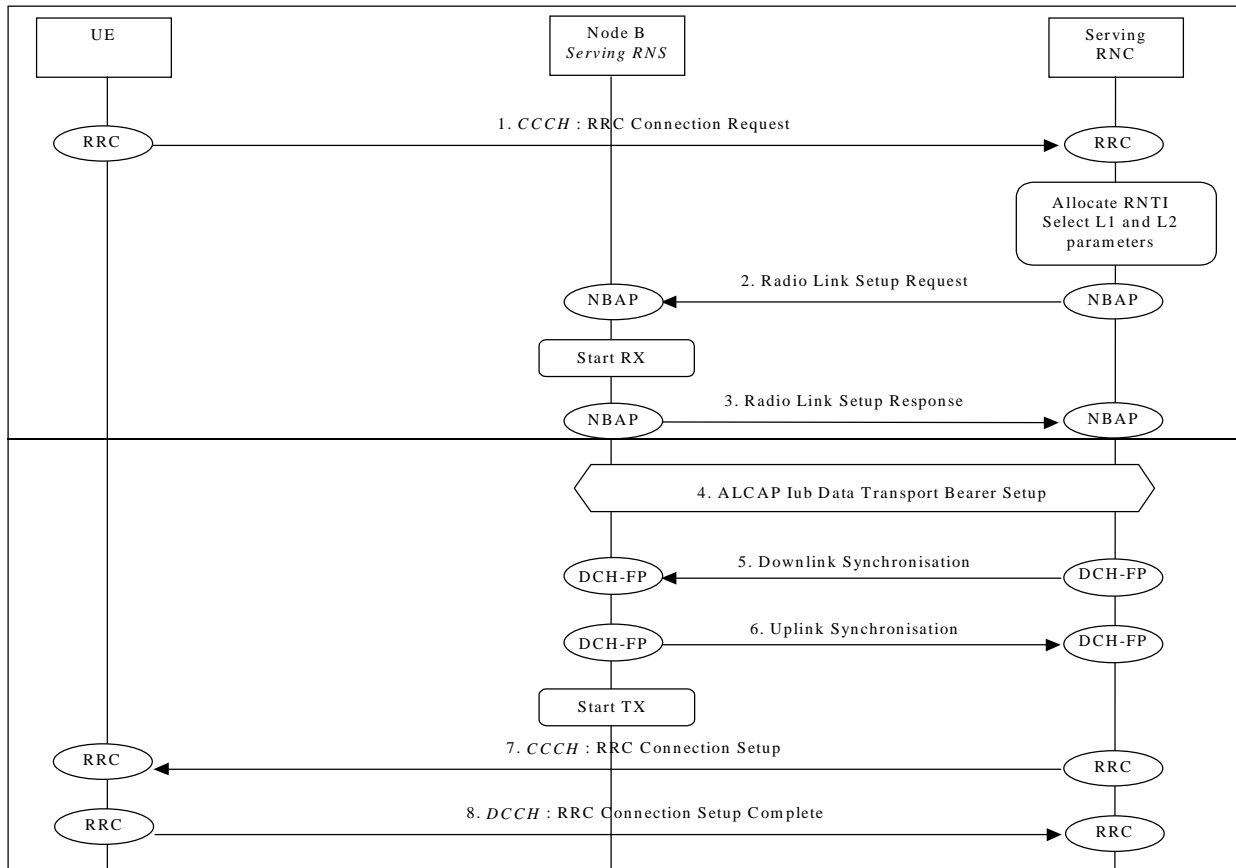 UE
Node B
Serving RNS
Serving
RNC
1. CCCH : RRC Connection Request
RRC
RRC
Allocate RNTI
Select L1 and L2
parameters
2. Radio Link Setup Request
NBAP
NBAP
Start RX
3. Radio Link Setup Response
NBAP
NBAP
4. ALCAP Iub Data Transport Bearer Setup
5. Downlink Synchronisation
DCH-FP
DCH-FP
6. Uplink Synchronisation
DCH-FP
DCH-FP
Start TX
7. CCCH : RRC Connection Setup
RRC
RRC
8. DCCH : RRC Connection Setup Complete
RRC
RRC